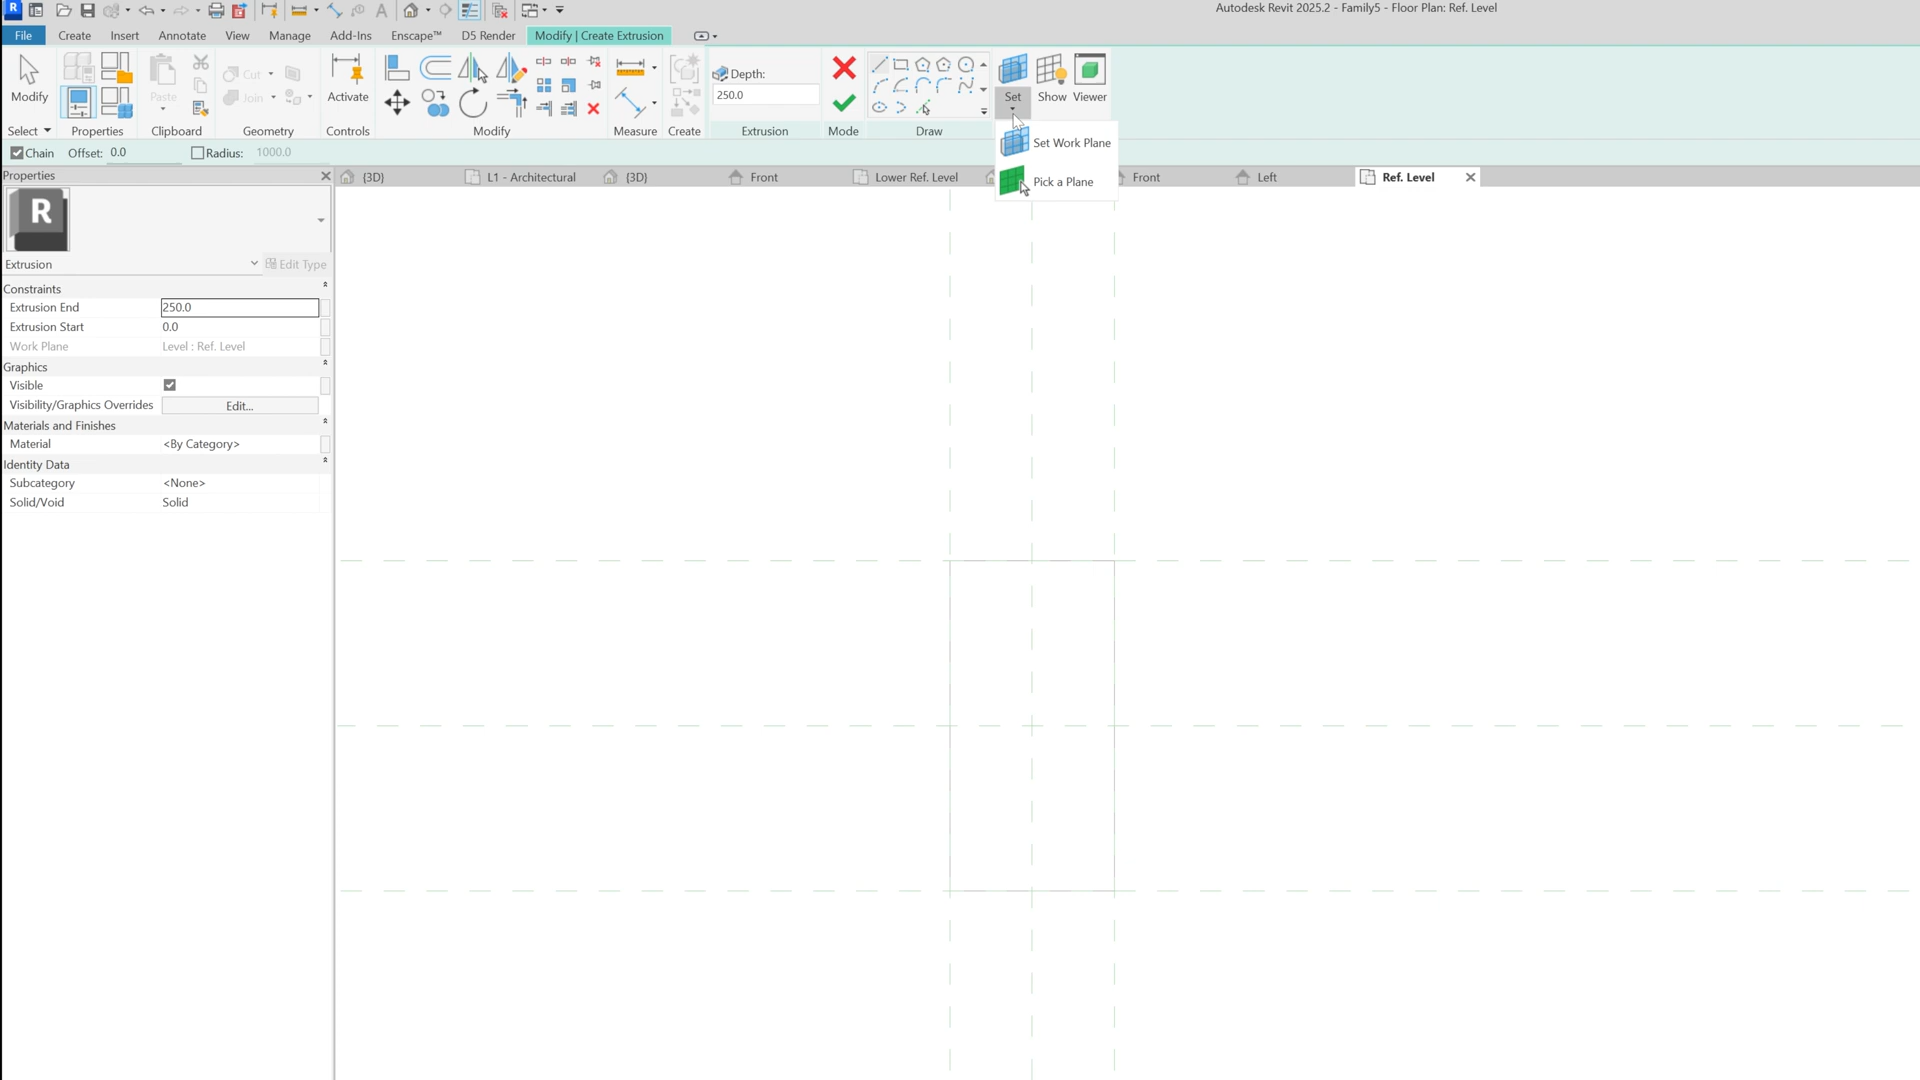 Autodesk Revit 2025.2 - Family5 - Floor Plan: Ref. Level
File Create Insert Annotate View Manage Add-Ins Enscape™ D5 Render Modify | Create Extrusion
Modify
Paste
Cut
Join
Activate
Depth:
250.0
Set
Show
Viewer
Select Properties Clipboard Geometry Controls Modify Measure Create Extrusion Mode Draw
Set Work Plane
Pick a Plane
Chain Offset: 0.0 Radius: 1000.0
Properties
{3D} L1 - Architectural {3D} Front Lower Ref. Level Front Left Ref. Level
R
Extrusion Edit Type
Constraints
Extrusion End 250.0
Extrusion Start 0.0
Work Plane Level : Ref. Level
Graphics
Visible
Visibility/Graphics Overrides Edit...
Materials and Finishes
Material <By Category>
Identity Data
Subcategory <None>
Solid/Void Solid